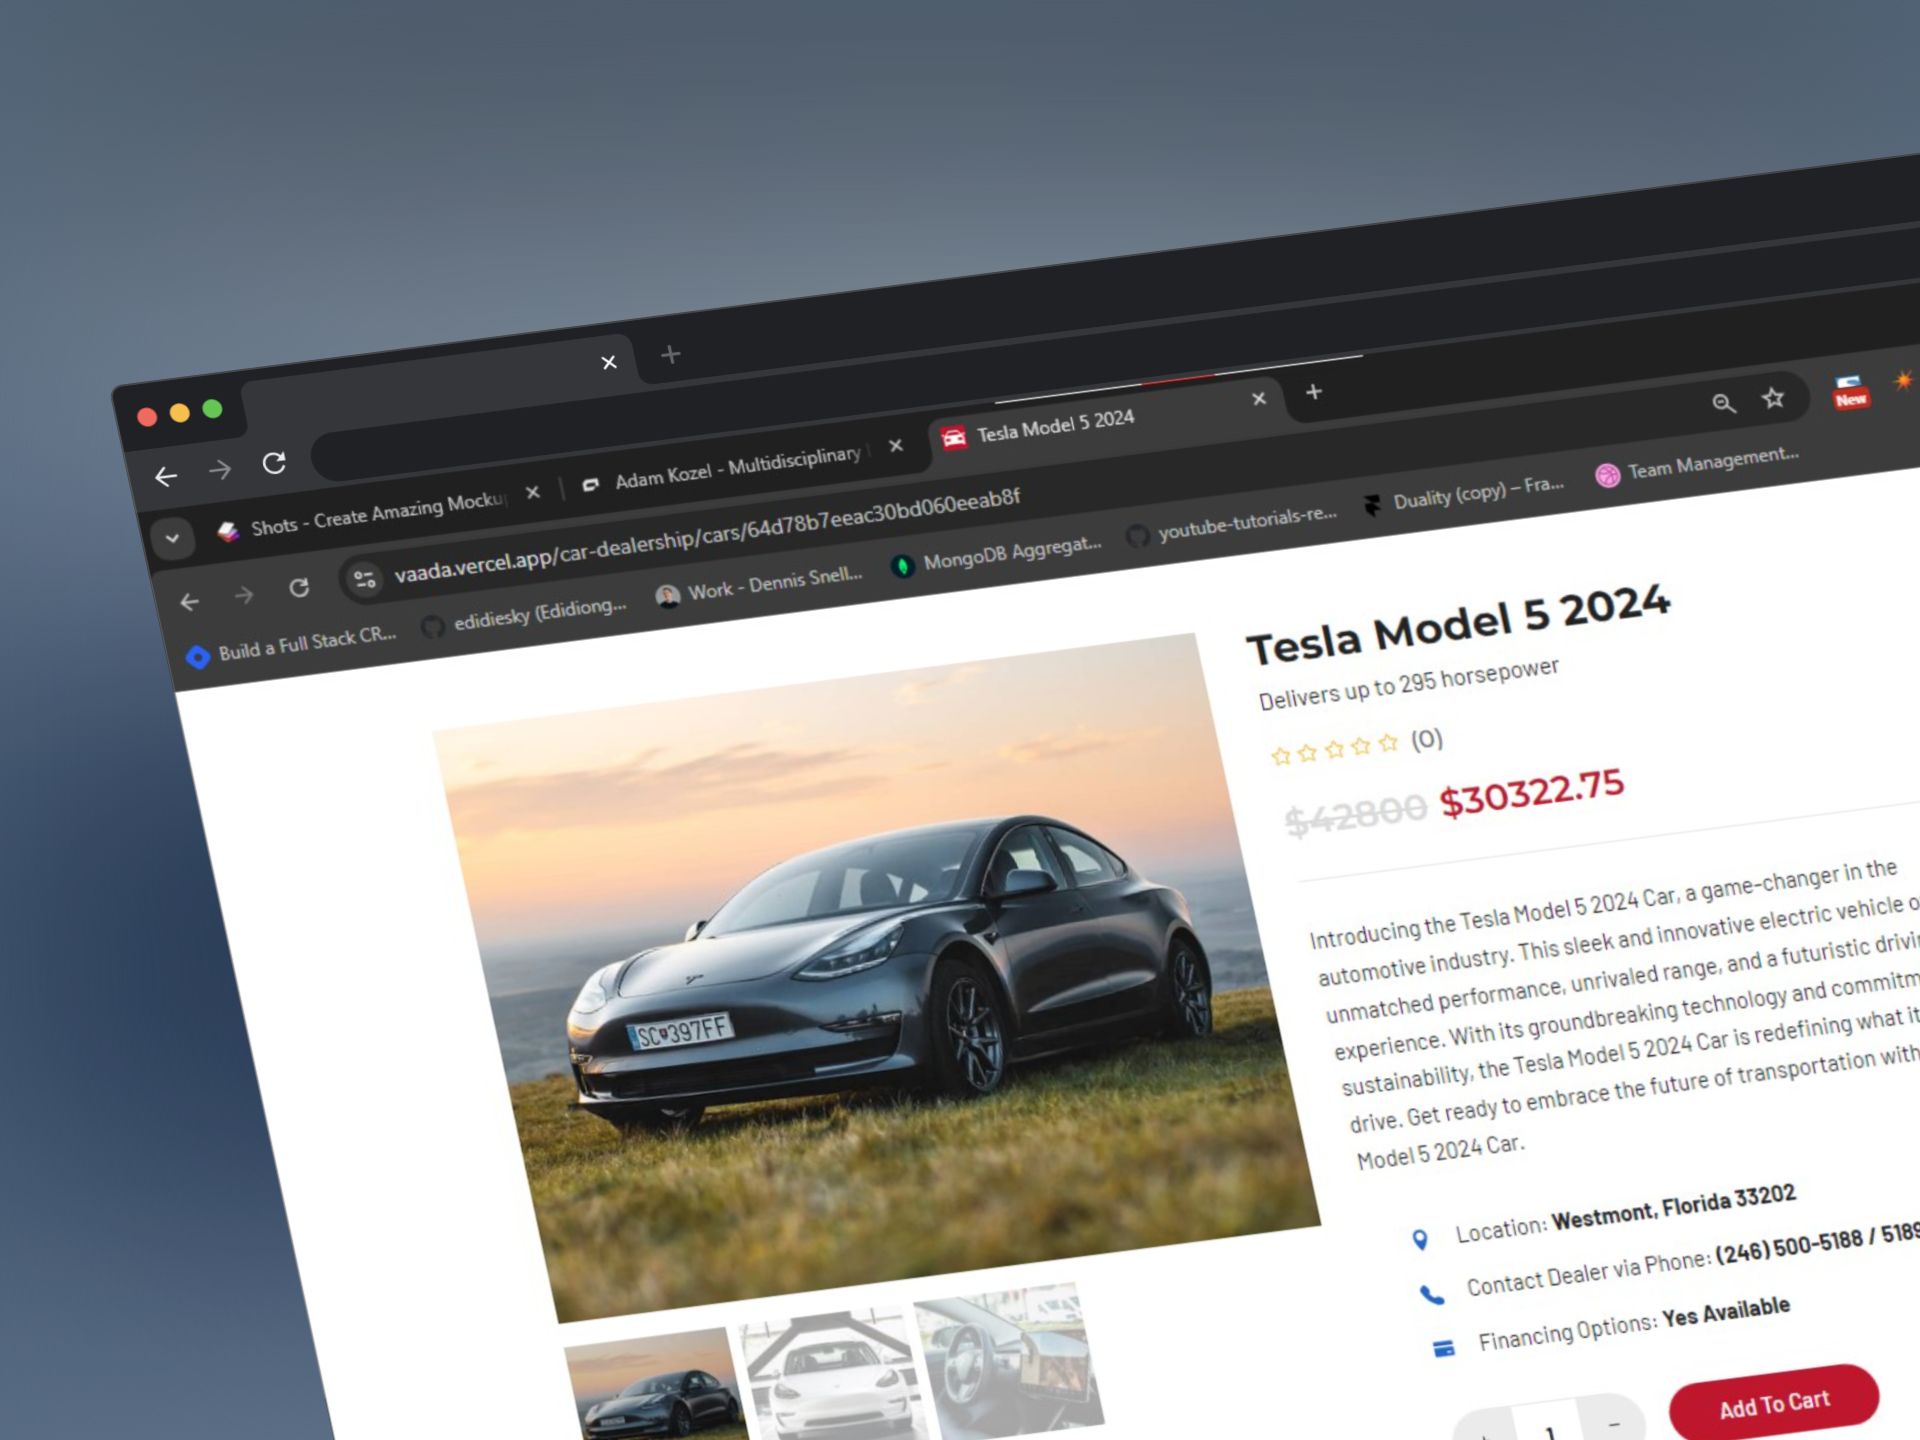 Shots - Create Amazing Mocku
Adam Kozel - Multidisciplinary
Tesla Model 5 2024
vaada.vercel.app/car-dealership/cars/64d78b7eeac30bd060eeab8f
New
Build a Full Stack CR...
edidiesky (Edidiong...
Work - Dennis Snell...
MongoDB Aggregat...
youtube-tutorials-re...
Duality (copy) – Fra...
Team Management...
Tesla Model 5 2024
Delivers up to 295 horsepower
(0)
$42800 $30322.75
Introducing the Tesla Model 5 2024 Car, a game-changer in the
automotive industry. This sleek and innovative electric vehicle o
unmatched performance, unrivaled range, and a futuristic drivi
experience. With its groundbreaking technology and commitm
sustainability, the Tesla Model 5 2024 Car is redefining what it
drive. Get ready to embrace the future of transportation with
Model 5 2024 Car.
SC 397FF
Location: Westmont, Florida 33202
Contact Dealer via Phone: (246) 500-5188 / 5189
Financing Options: Yes Available
1
Add To Cart